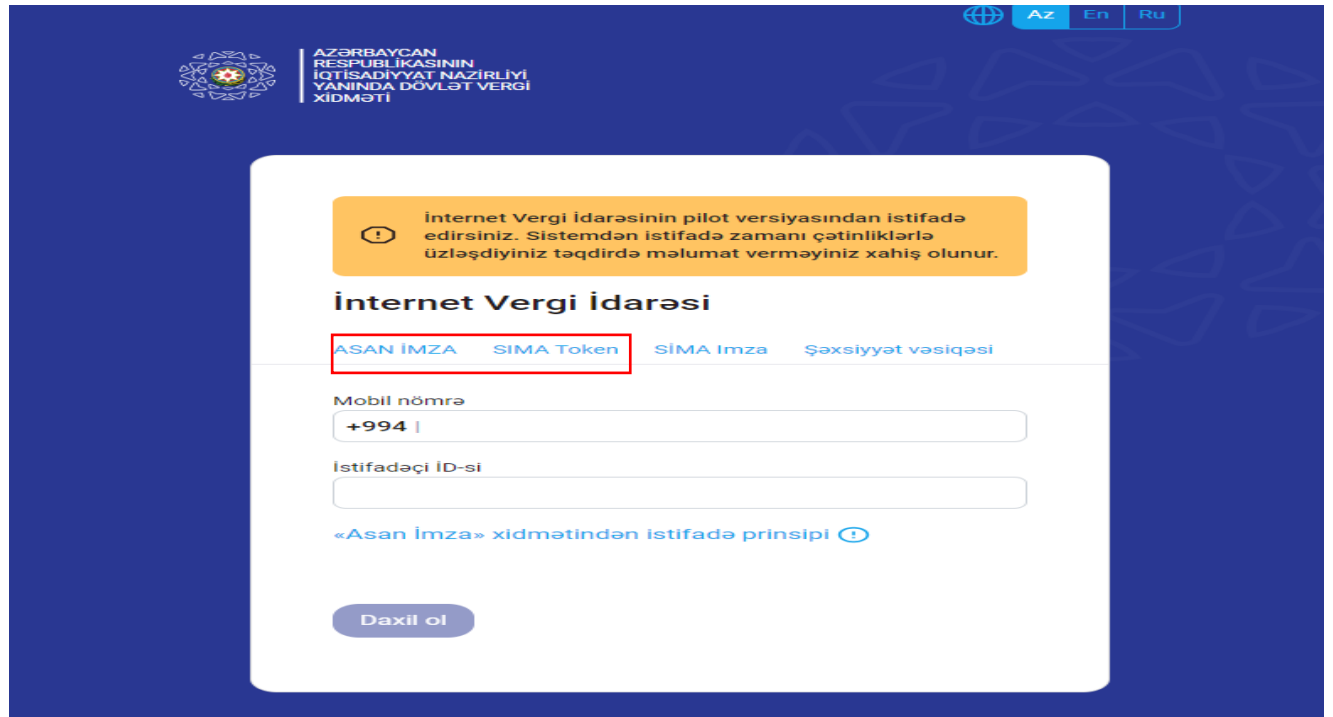 Az En Ru
AZƏRBAYCAN
RESPUBLİKASININ
İQTİSADİYYAT NAZİRLİYİ
YANINDA DÖVLƏT VERGİ
XİDMƏTİ
İnternet Vergi İdarəsinin pilot versiyasından istifadə
edirsiniz. Sistemdən istifadə zamanı çətinliklərlə
üzləşdiyiniz təqdirdə məlumat verməyiniz xahiş olunur.
İnternet Vergi İdarəsi
ASAN İMZA SIMA Token SİMA Imza Şəxsiyyət vəsiqəsi
Mobil nömrə
+994
İstifadəçi İD-si
«Asan İmza» xidmətindən istifadə prinsipi
Daxil ol